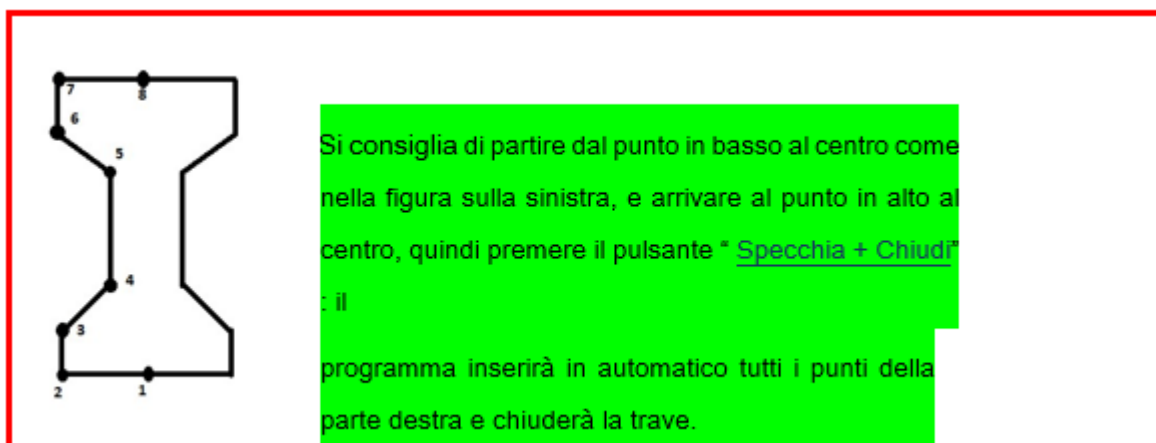 7
8
6
5
4
3
2
1
Si consiglia di partire dal punto in basso al centro come
nella figura sulla sinistra, e arrivare al punto in alto al
centro, quindi premere il pulsante “ Specchia + Chiudi”
: il
programma inserirà in automatico tutti i punti della
parte destra e chiuderà la trave.